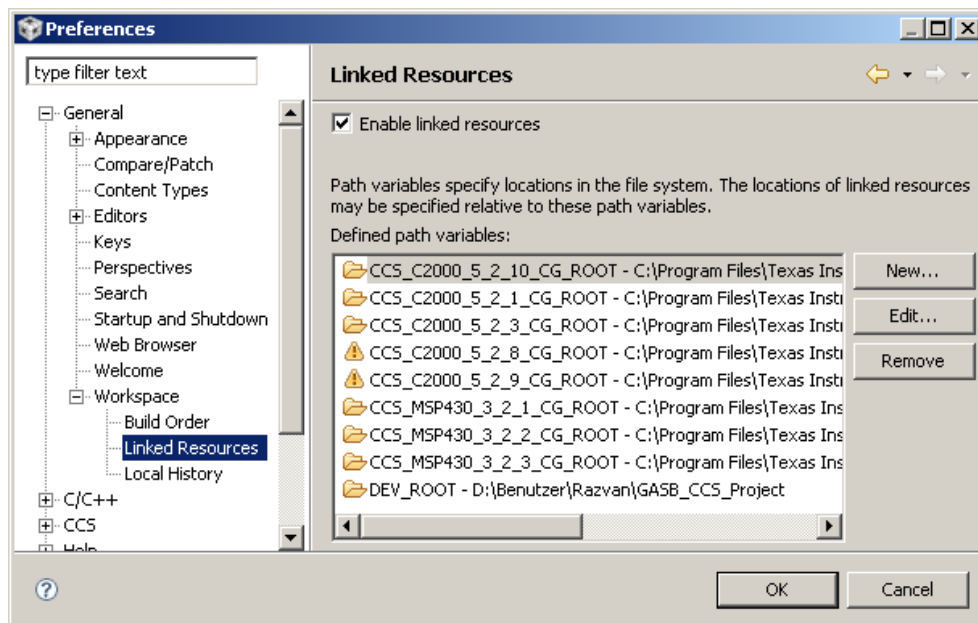 Preferences
type filter text
General
Appearance
Compare/Patch
Content Types
Editors
Keys
Perspectives
Search
Startup and Shutdown
Web Browser
Welcome
Workspace
Build Order
Linked Resources
Local History
C/C++
CCS
Help
Linked Resources
Enable linked resources
Path variables specify locations in the file system. The locations of linked resources
may be specified relative to these path variables.
Defined path variables:
CCS_C2000_5_2_10_CG_ROOT - C:\Program Files\Texas Ins
CCS_C2000_5_2_1_CG_ROOT - C:\Program Files\Texas Instr
CCS_C2000_5_2_3_CG_ROOT - C:\Program Files\Texas Instr
CCS_C2000_5_2_8_CG_ROOT - C:\Program Files\Texas Instr
CCS_C2000_5_2_9_CG_ROOT - C:\Program Files\Texas Instr
CCS_MSP430_3_2_1_CG_ROOT - C:\Program Files\Texas Ins
CCS_MSP430_3_2_2_CG_ROOT - C:\Program Files\Texas Ins
CCS_MSP430_3_2_3_CG_ROOT - C:\Program Files\Texas Ins
DEV_ROOT - D:\Benutzer\Razvan\GASB_CCS_Project
New...
Edit...
Remove
OK
Cancel